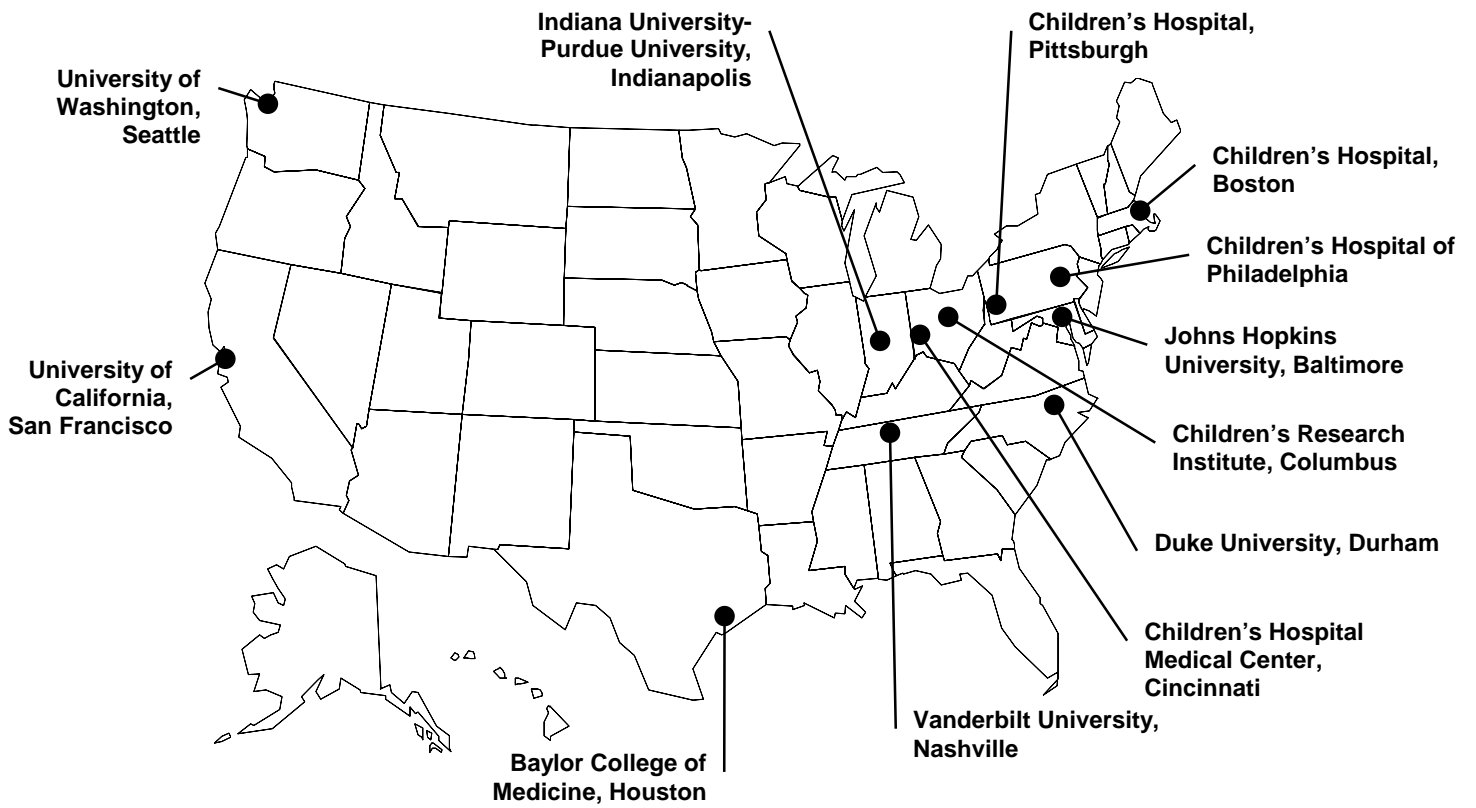 Indiana University-
Purdue University,
Indianapolis
Children’s Hospital,
Pittsburgh
University of
Washington,
Seattle
Children’s Hospital,
Boston
Children’s Hospital of
Philadelphia
Johns Hopkins
University, Baltimore
University of
California,
San Francisco
Children’s Research
Institute, Columbus
Duke University, Durham
Children’s Hospital
Medical Center,
Cincinnati
Vanderbilt University,
Nashville
Baylor College of
Medicine, Houston